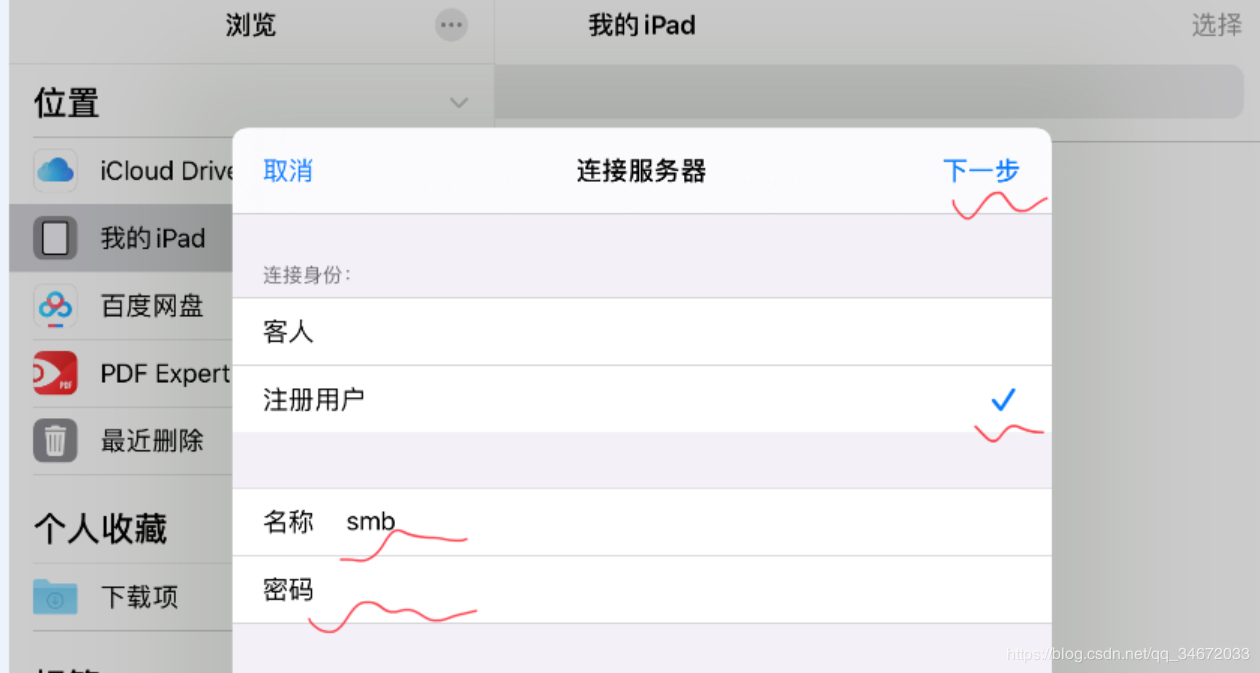 浏览
我的 iPad
选择
位置
iCloud Drive
我的 iPad
百度网盘
PDF Expert
最近删除
个人收藏
下载项
取消
连接服务器
下一步
连接身份：
客人
注册用户
名称 smb
密码
https://blog.csdn.net/qq_34672033